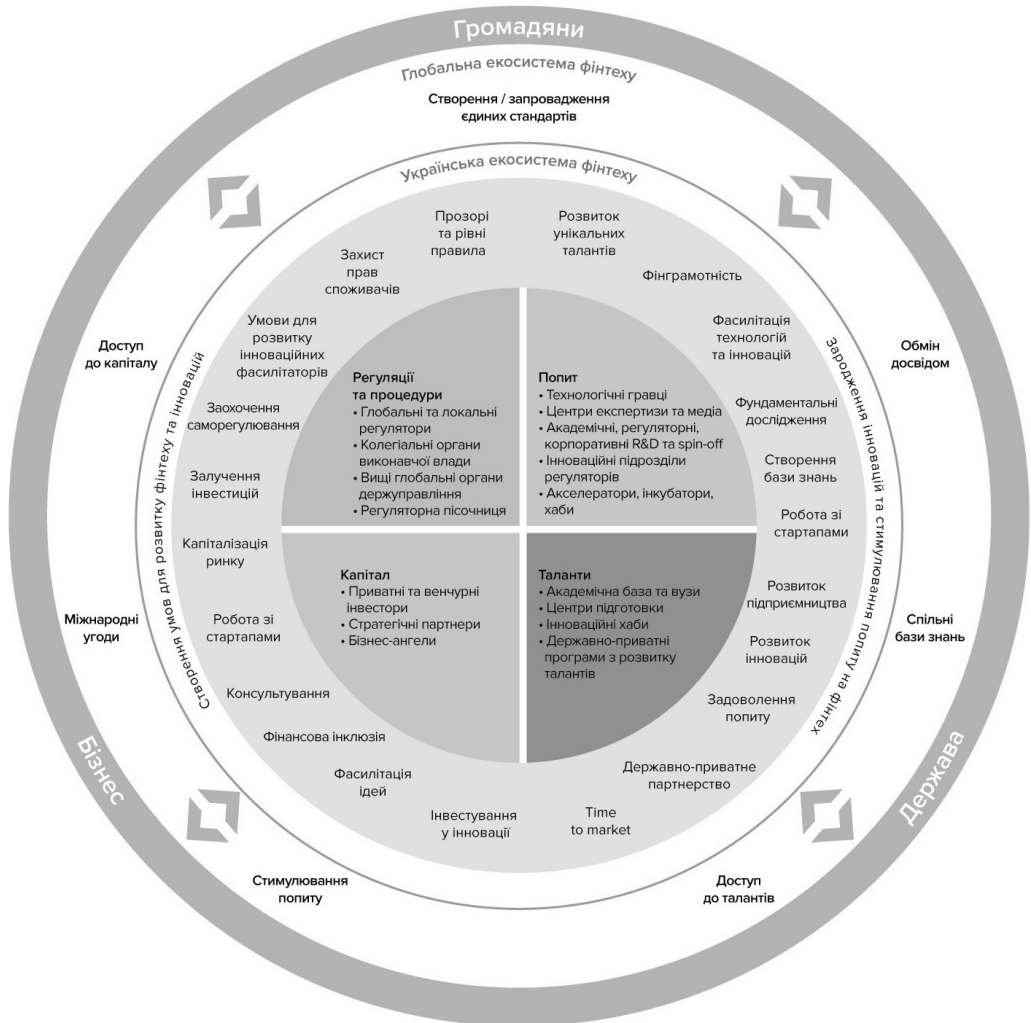 Громадяни
Глобальна екосистема фінтеху
Створення / запровадження
єдиних стандартів
Українська екосистема фінтеху
Прозорі
та рівні
правила
Розвиток
унікальних
талантів
Захист
прав
споживачів
Фінграмотність
Умови для
розвитку
інноваційних
фасилітаторів
Фасилітація
технологій
та інновацій
Доступ
до капіталу
Обмін
досвідом
Заохочення
саморегулювання
Фундаментальні
дослідження
Залучення
інвестицій
Створення
бази знань
Капіталізація
ринку
Робота зі
стартапами
Регуляції
та процедури
• Глобальні та локальні
регулятори
• Колегіальні органи
виконавчої влади
• Вищі глобальні органи
держуправління
• Регуляторна пісочниця
Попит
• Технологічні гравці
• Центри експертизи та медіа
• Академічні, регуляторні,
корпоративні R&D та spin-off
• Інноваційні підрозділи
регуляторів
• Акселератори, інкубатори,
хаби
Капітал
• Приватні та венчурні
інвестори
• Стратегічні партнери
• Бізнес-ангели
Таланти
• Академічна база та вузи
• Центри підготовки
• Інноваційні хаби
• Державно-приватні
програми з розвитку
талантів
Створення умов для розвитку фінтеху та інновацій
Зародження інновацій та стимулювання попиту на фінтех
Міжнародні
угоди
Робота зі
стартапами
Розвиток
підприємництва
Спільні
бази знань
Розвиток
інновацій
Консультування
Задоволення
попиту
Фінансова інклюзія
Державно-приватне
партнерство
Фасилітація
ідей
Інвестування
у інновації
Time
to market
Бізнес
Держава
Стимулювання
попиту
Доступ
до талантів